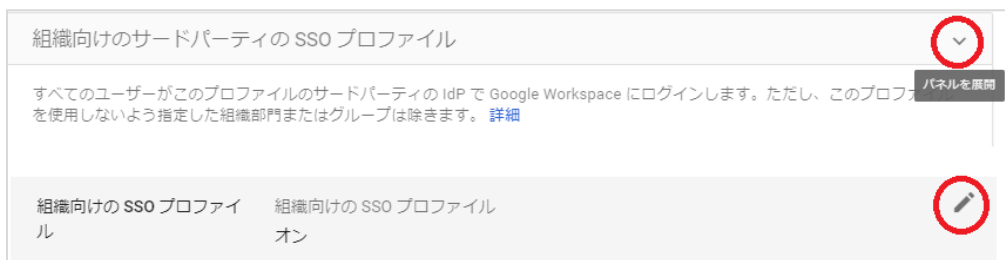 組織向けのサードパーティの SSO プロファイル
パネルを展開
すべてのユーザーがこのプロファイルのサードパーティの IdP で Google Workspace にログインします。ただし、このプロファ
を使用しないよう指定した組織部門またはグループは除きます。 詳細
組織向けの SSO プロファイ
ル
組織向けの SSO プロファイル
オン